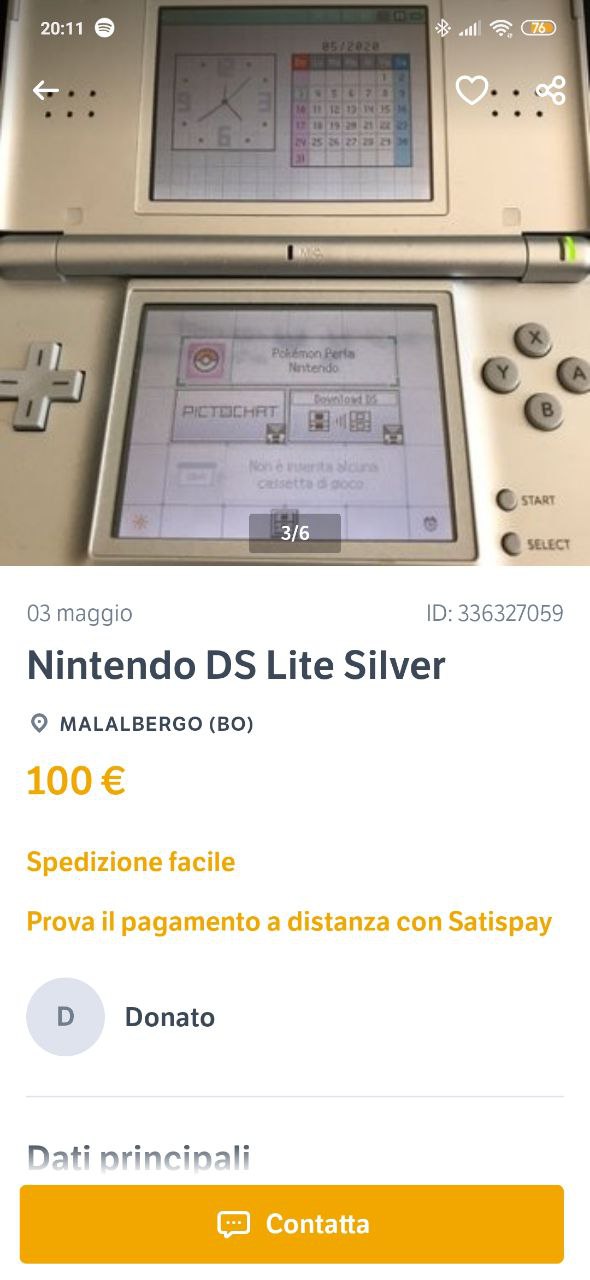 20:11
76
05/2020
1 2
3 4 5 6 7 8 9
10 11 12 13 14 15 16
17 18 19 20 21 22 23
24 25 26 27 28 29 30
31
MIC.
Pokémon Perla
Nintendo
PICTOCHAT
Download DS
Non è inserita alcuna
cassetta di gioco
X
Y
A
B
START
SELECT
3/6
03 maggio
ID: 336327059
Nintendo DS Lite Silver
MALALBERGO (BO)
100 €
Spedizione facile
Prova il pagamento a distanza con Satispay
D
Donato
Dati principali
Contatta